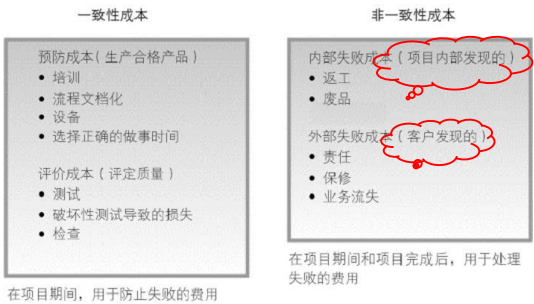 一致性成本
预防成本（生产合格产品）
● 培训
● 流程文档化
● 设备
● 选择正确的做事时间
评价成本（评定质量）
● 测试
● 破坏性测试导致的损失
● 检查
在项目期间，用于防止失败的费用
非一致性成本
内部失败成本（项目内部发现的）
● 返工
● 废品
外部失败成本（客户发现的）
● 责任
● 保修
● 业务流失
在项目期间和项目完成后，用于处理
失败的费用